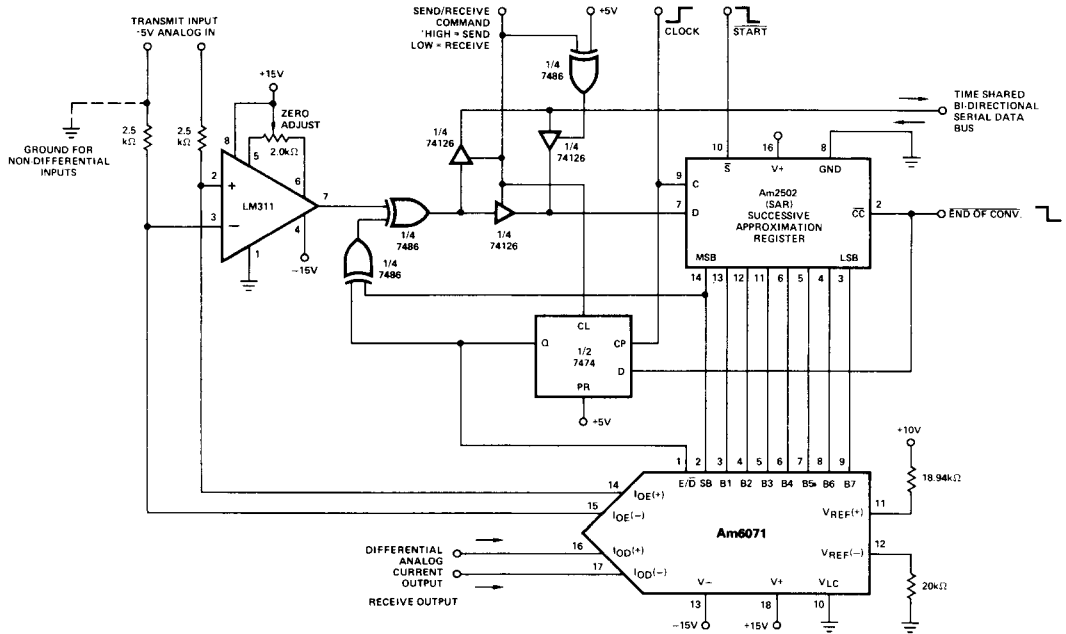 TRANSMIT INPUT
-5V ANALOG IN
SEND/RECEIVE
COMMAND
'HIGH = SEND
LOW = RECEIVE
+5V
CLOCK
START
1/4
7486
TIME SHARED
BI-DIRECTIONAL
SERIAL DATA
BUS
+15V
ZERO
ADJUST
2.0kΩ
GROUND FOR
NON-DIFFERENTIAL
INPUTS
2.5
kΩ
2.5
kΩ
8
5
6
2
+
LM311
7
3
−
1
4
−15V
1/4
74126
1/4
74126
1/4
7486
1/4
74126
1/4
7486
10
16
8
S
V+
GND
9
C
7
D
Am2502
(SAR)
SUCCESSIVE
APPROXIMATION
REGISTER
CC
2
END OF CONV.
MSB
LSB
14 13 12 11 6 5 4 3
CL
Q
1/2
7474
CP
D
PR
+5V
+10V
18.94kΩ
1 2 3 4 5 6 7 8 9
E/D SB B1 B2 B3 B4 B5 B6 B7
14
IOE(+)
15
IOE(−)
16
IOD(+)
17
IOD(−)
Am6071
VREF(+)
11
VREF(−)
12
20kΩ
DIFFERENTIAL
ANALOG
CURRENT
OUTPUT
RECEIVE OUTPUT
V−
V+
VLC
13
18
10
−15V
+15V